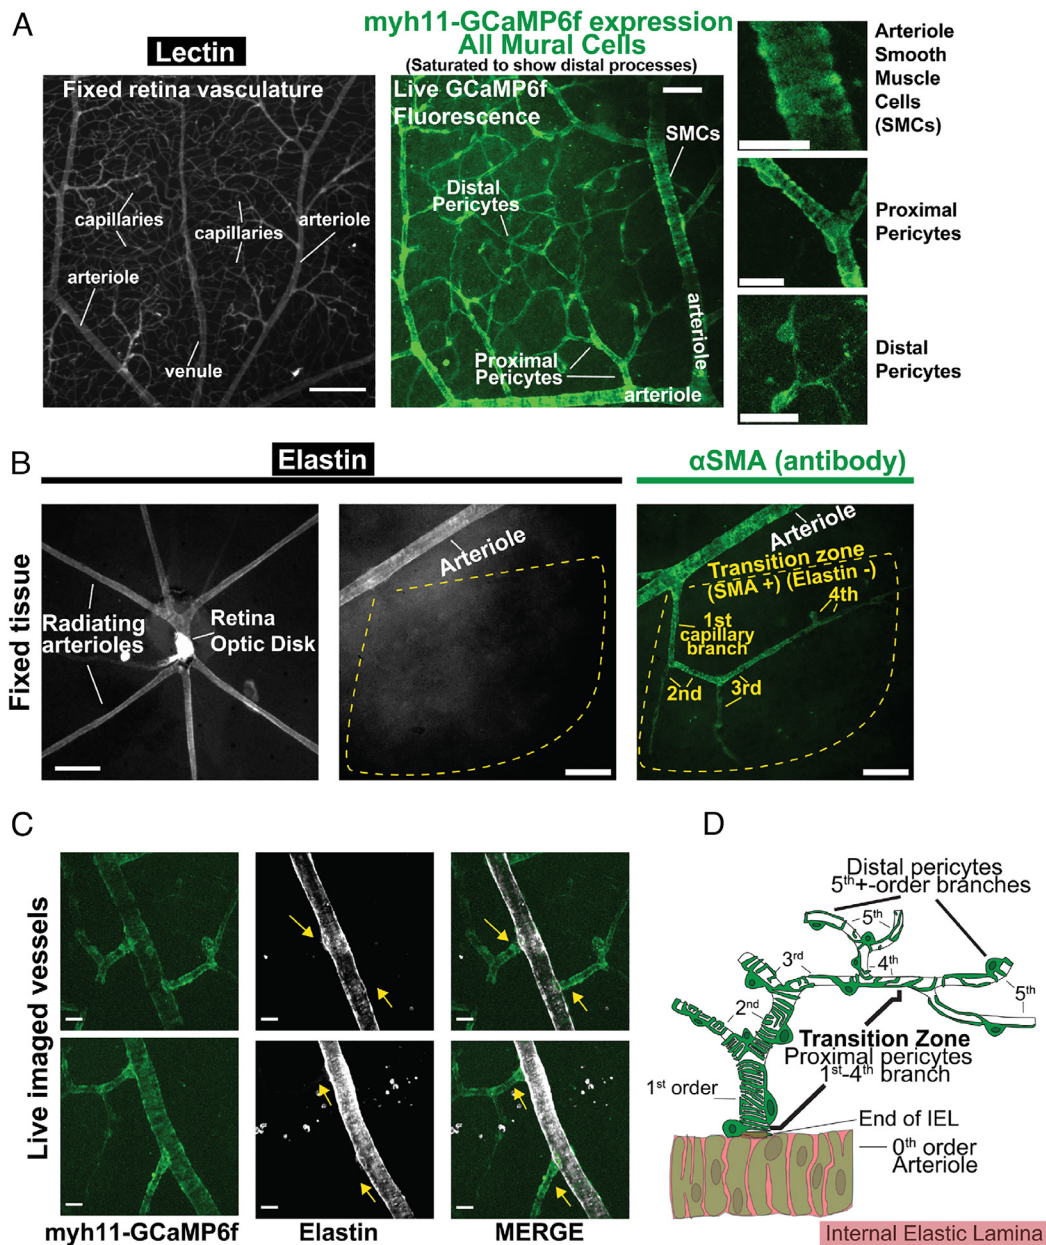 A
Lectin
Fixed retina vasculature
capillaries
capillaries
arteriole
arteriole
venule
myh11-GCaMP6f expression
All Mural Cells
(Saturated to show distal processes)
Live GCaMP6f
Fluorescence
SMCs
Distal
Pericytes
arteriole
Proximal
Pericytes
arteriole
Arteriole
Smooth
Muscle
Cells
(SMCs)
Proximal
Pericytes
Distal
Pericytes
B
Elastin
αSMA (antibody)
Fixed tissue
Radiating
arterioles
Retina
Optic Disk
Arteriole
Arteriole
Transition zone
(SMA +) (Elastin -)
4th
1st
capillary
branch
2nd
3rd
C
Live imaged vessels
myh11-GCaMP6f
Elastin
MERGE
D
Distal pericytes
5th+-order branches
5th
3rd
4th
5th
2nd
Transition Zone
Proximal pericytes
1st-4th branch
1st order
End of IEL
0th order
Arteriole
Internal Elastic Lamina